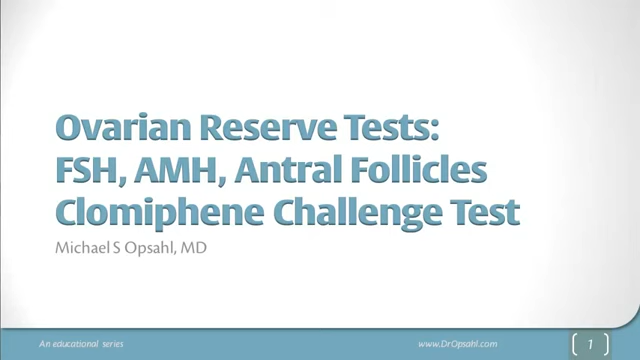 Ovarian Reserve Tests:
FSH, AMH, Antral Follicles
Clomiphene Challenge Test
Michael S Opsahl, MD
An educational series
www.DrOpsahl.com
1